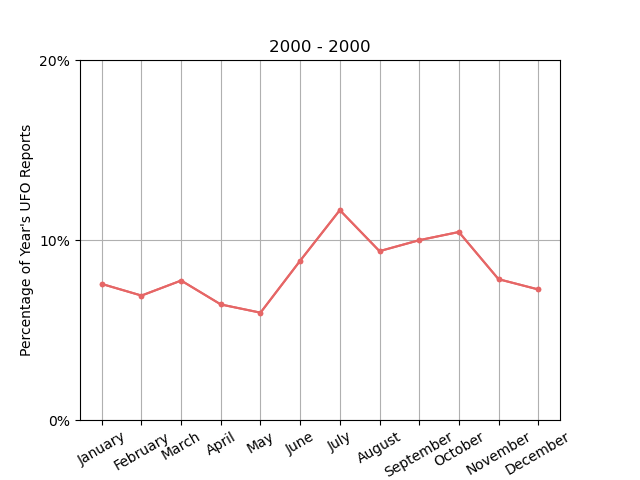 2000 - 2000
Percentage of Year's UFO Reports
20%
10%
0%
January
February
March
April
May
June
July
August
September
October
November
December